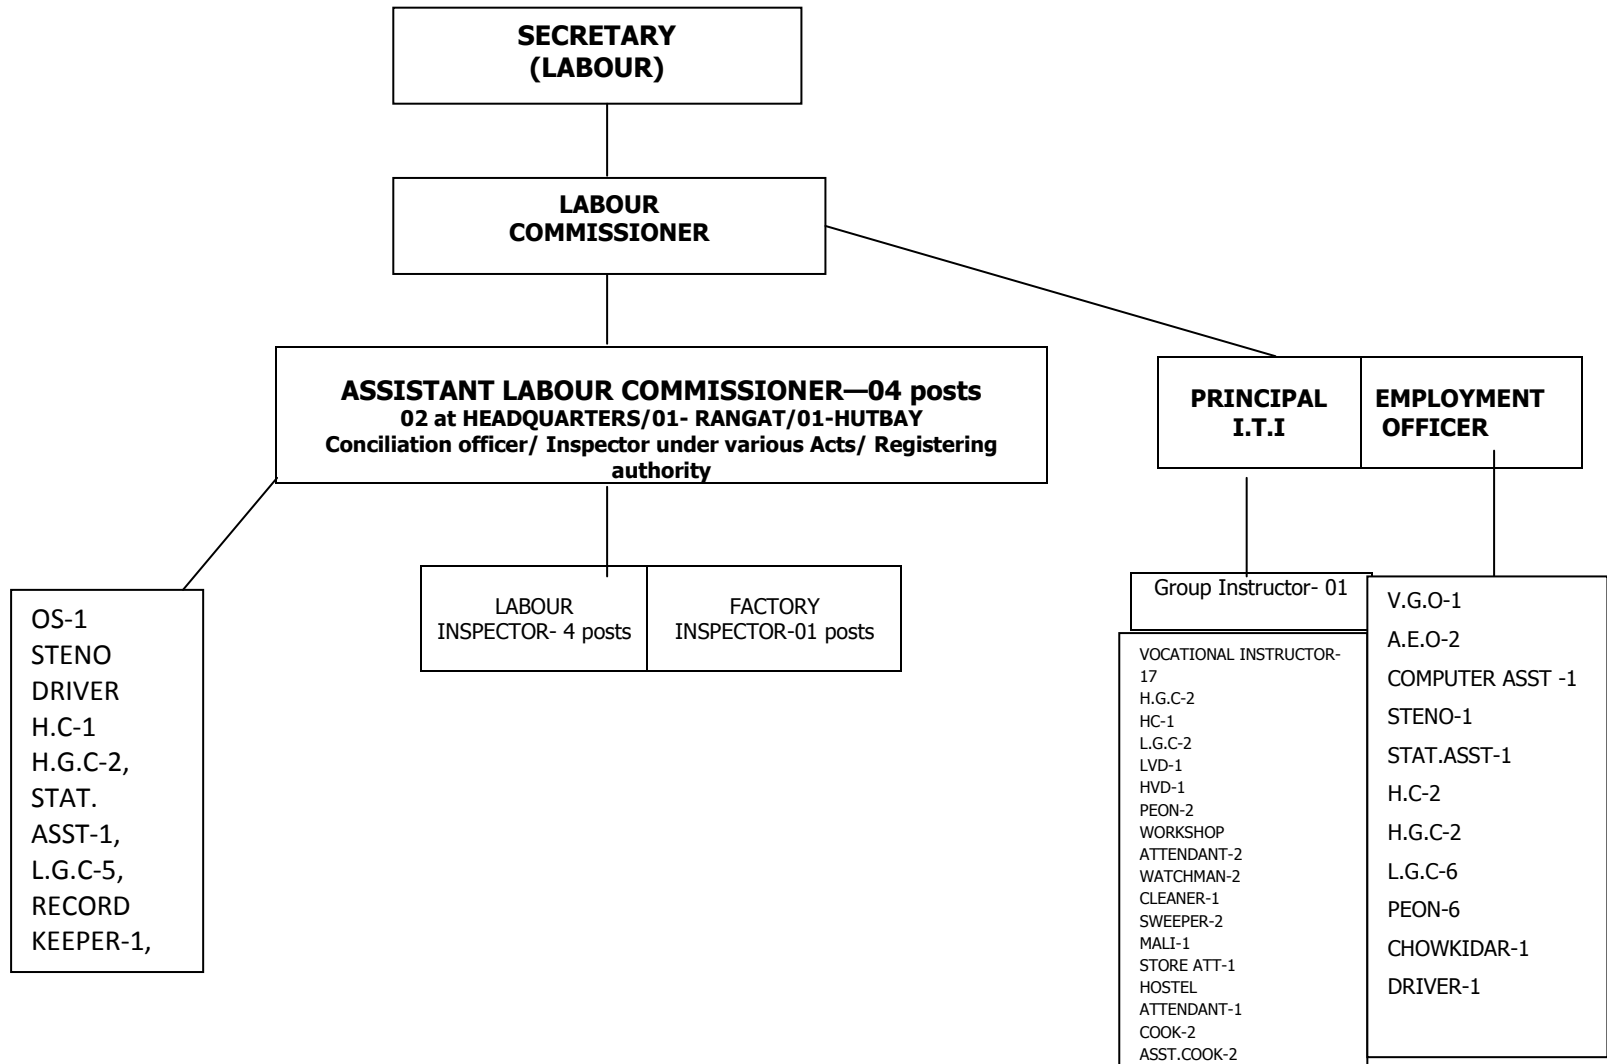 SECRETARY
(LABOUR)
LABOUR
COMMISSIONER
ASSISTANT LABOUR COMMISSIONER—04 posts
02 at HEADQUARTERS/01- RANGAT/01-HUTBAY
Conciliation officer/ Inspector under various Acts/ Registering
authority
PRINCIPAL
I.T.I
EMPLOYMENT
OFFICER
OS-1
STENO
DRIVER
H.C-1
H.G.C-2,
STAT.
ASST-1,
L.G.C-5,
RECORD
KEEPER-1,
LABOUR
INSPECTOR- 4 posts
FACTORY
INSPECTOR-01 posts
Group Instructor- 01
VOCATIONAL INSTRUCTOR-
17
H.G.C-2
HC-1
L.G.C-2
LVD-1
HVD-1
PEON-2
WORKSHOP
ATTENDANT-2
WATCHMAN-2
CLEANER-1
SWEEPER-2
MALI-1
STORE ATT-1
HOSTEL
ATTENDANT-1
COOK-2
ASST.COOK-2
V.G.O-1
A.E.O-2
COMPUTER ASST -1
STENO-1
STAT.ASST-1
H.C-2
H.G.C-2
L.G.C-6
PEON-6
CHOWKIDAR-1
DRIVER-1